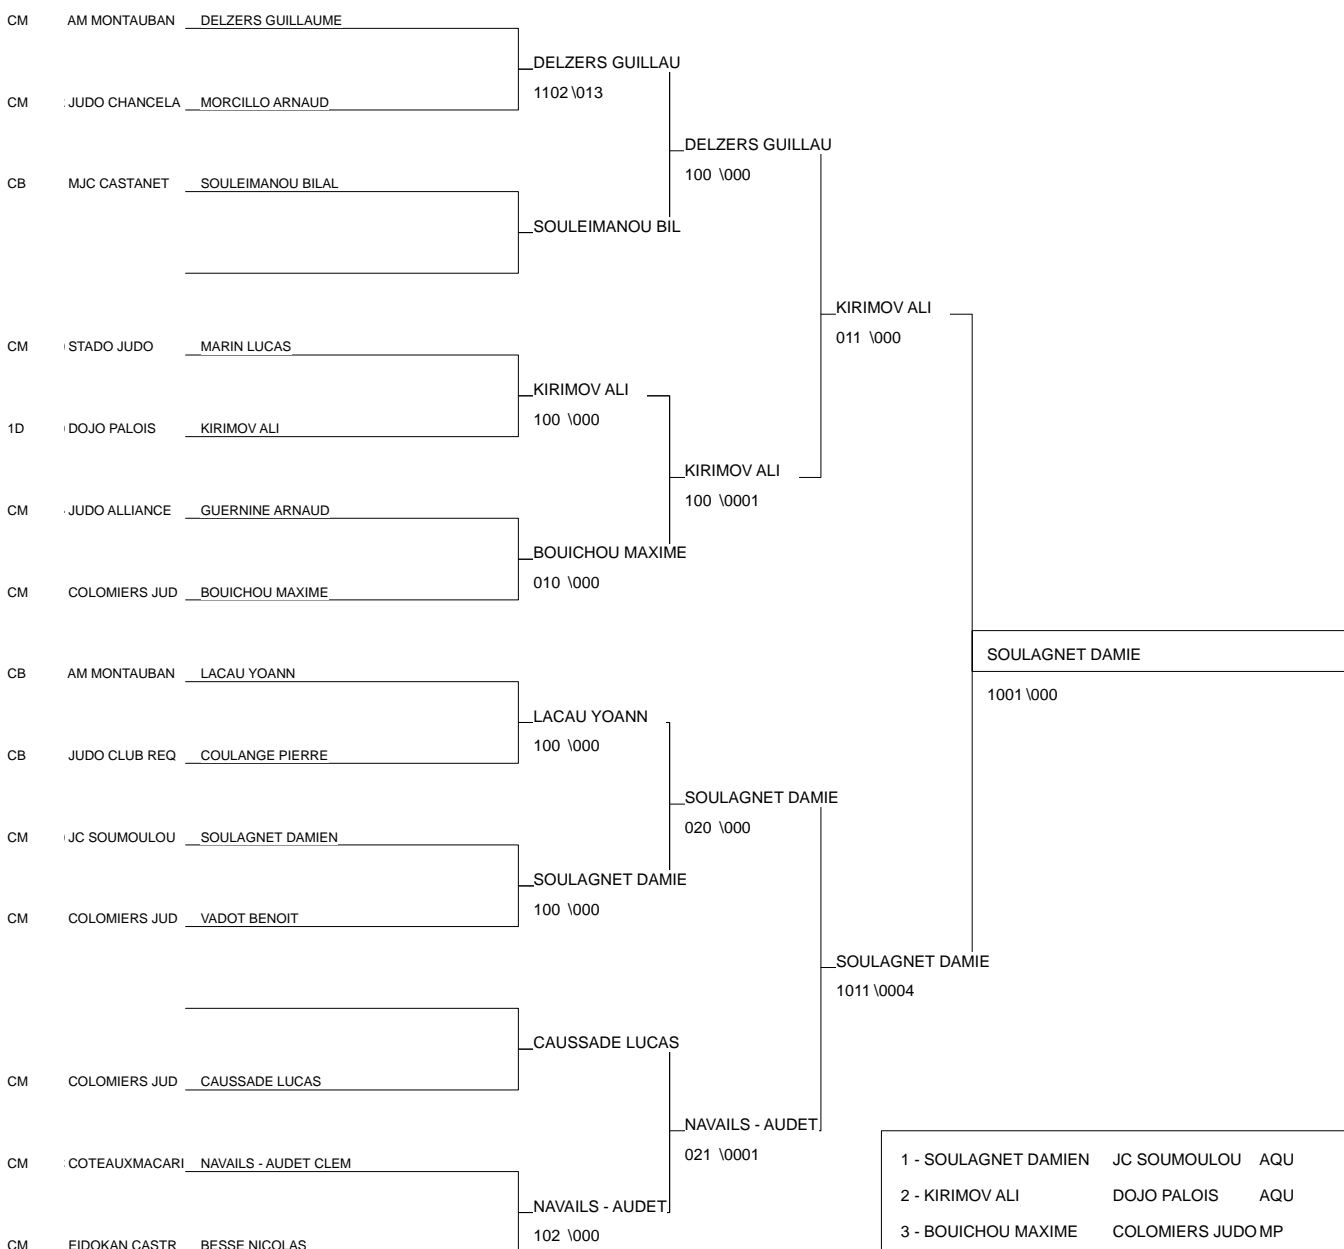 CM AM MONTAUBAN DELZERS GUILLAUME
DELZERS GUILLAU
1102 \013
CM JUDO CHANCELA MORCILLO ARNAUD
DELZERS GUILLAU
100 \000
CB MJC CASTANET SOULEIMANOU BILAL
SOULEIMANOU BIL
KIRIMOV ALI
011 \000
CM STADO JUDO MARIN LUCAS
KIRIMOV ALI
100 \000
1D DOJO PALOIS KIRIMOV ALI
KIRIMOV ALI
100 \0001
CM JUDO ALLIANCE GUERNINE ARNAUD
BOUICHOU MAXIME
010 \000
CM COLOMIERS JUD BOUICHOU MAXIME
SOULAGNET DAMIE
1001 \000
CB AM MONTAUBAN LACAU YOANN
LACAU YOANN
100 \000
CB JUDO CLUB REQ COULANGE PIERRE
SOULAGNET DAMIE
020 \000
CM JC SOUMOULOU SOULAGNET DAMIEN
SOULAGNET DAMIE
100 \000
CM COLOMIERS JUD VADOT BENOIT
SOULAGNET DAMIE
1011 \0004
CAUSSADE LUCAS
CM COLOMIERS JUD CAUSSADE LUCAS
NAVAILS - AUDET
021 \0001
CM COTEAUXMACARI NAVAILS - AUDET CLEM
NAVAILS - AUDET
102 \000
CM EIDOKAN CASTR BESSE NICOLAS
1 - SOULAGNET DAMIEN JC SOUMOULOU AQU
2 - KIRIMOV ALI DOJO PALOIS AQU
3 - BOUICHOU MAXIME COLOMIERS JUDO MP